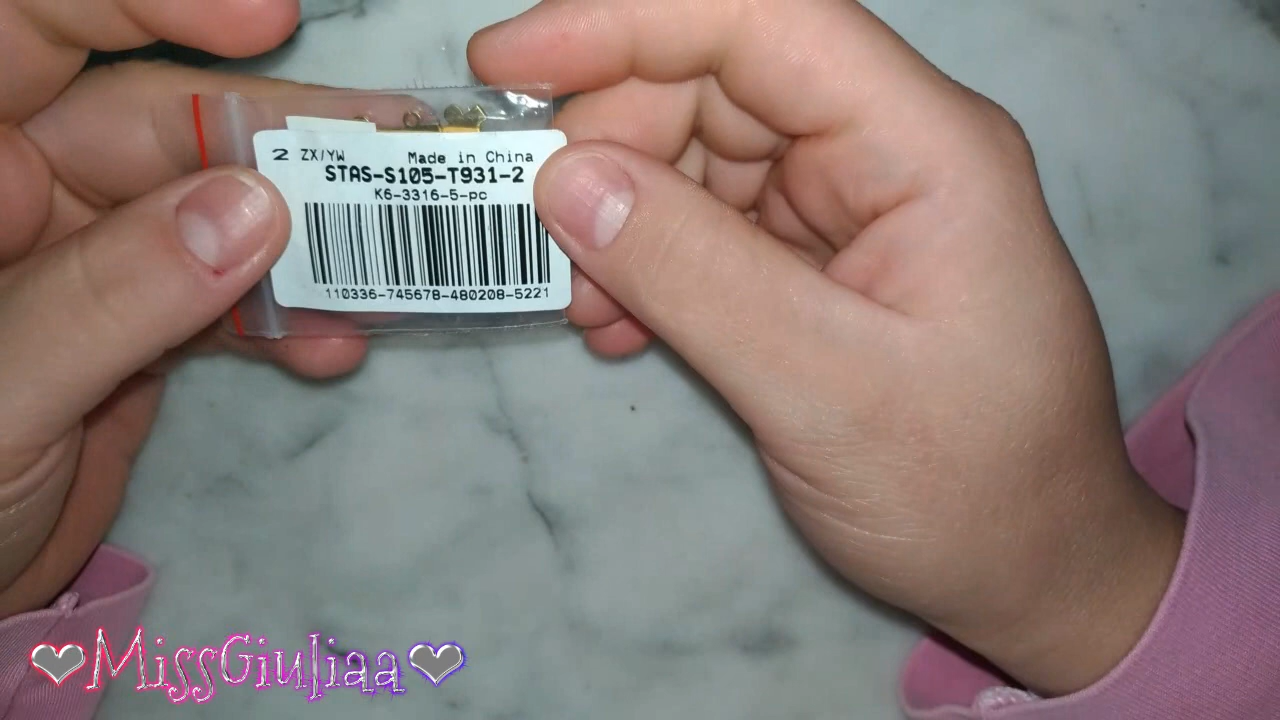 2 ZX/YW Made in China
STAS-S105-T931-2
K6-3316-5-pc
110336-745678-480208-5221
MissGiuliaa